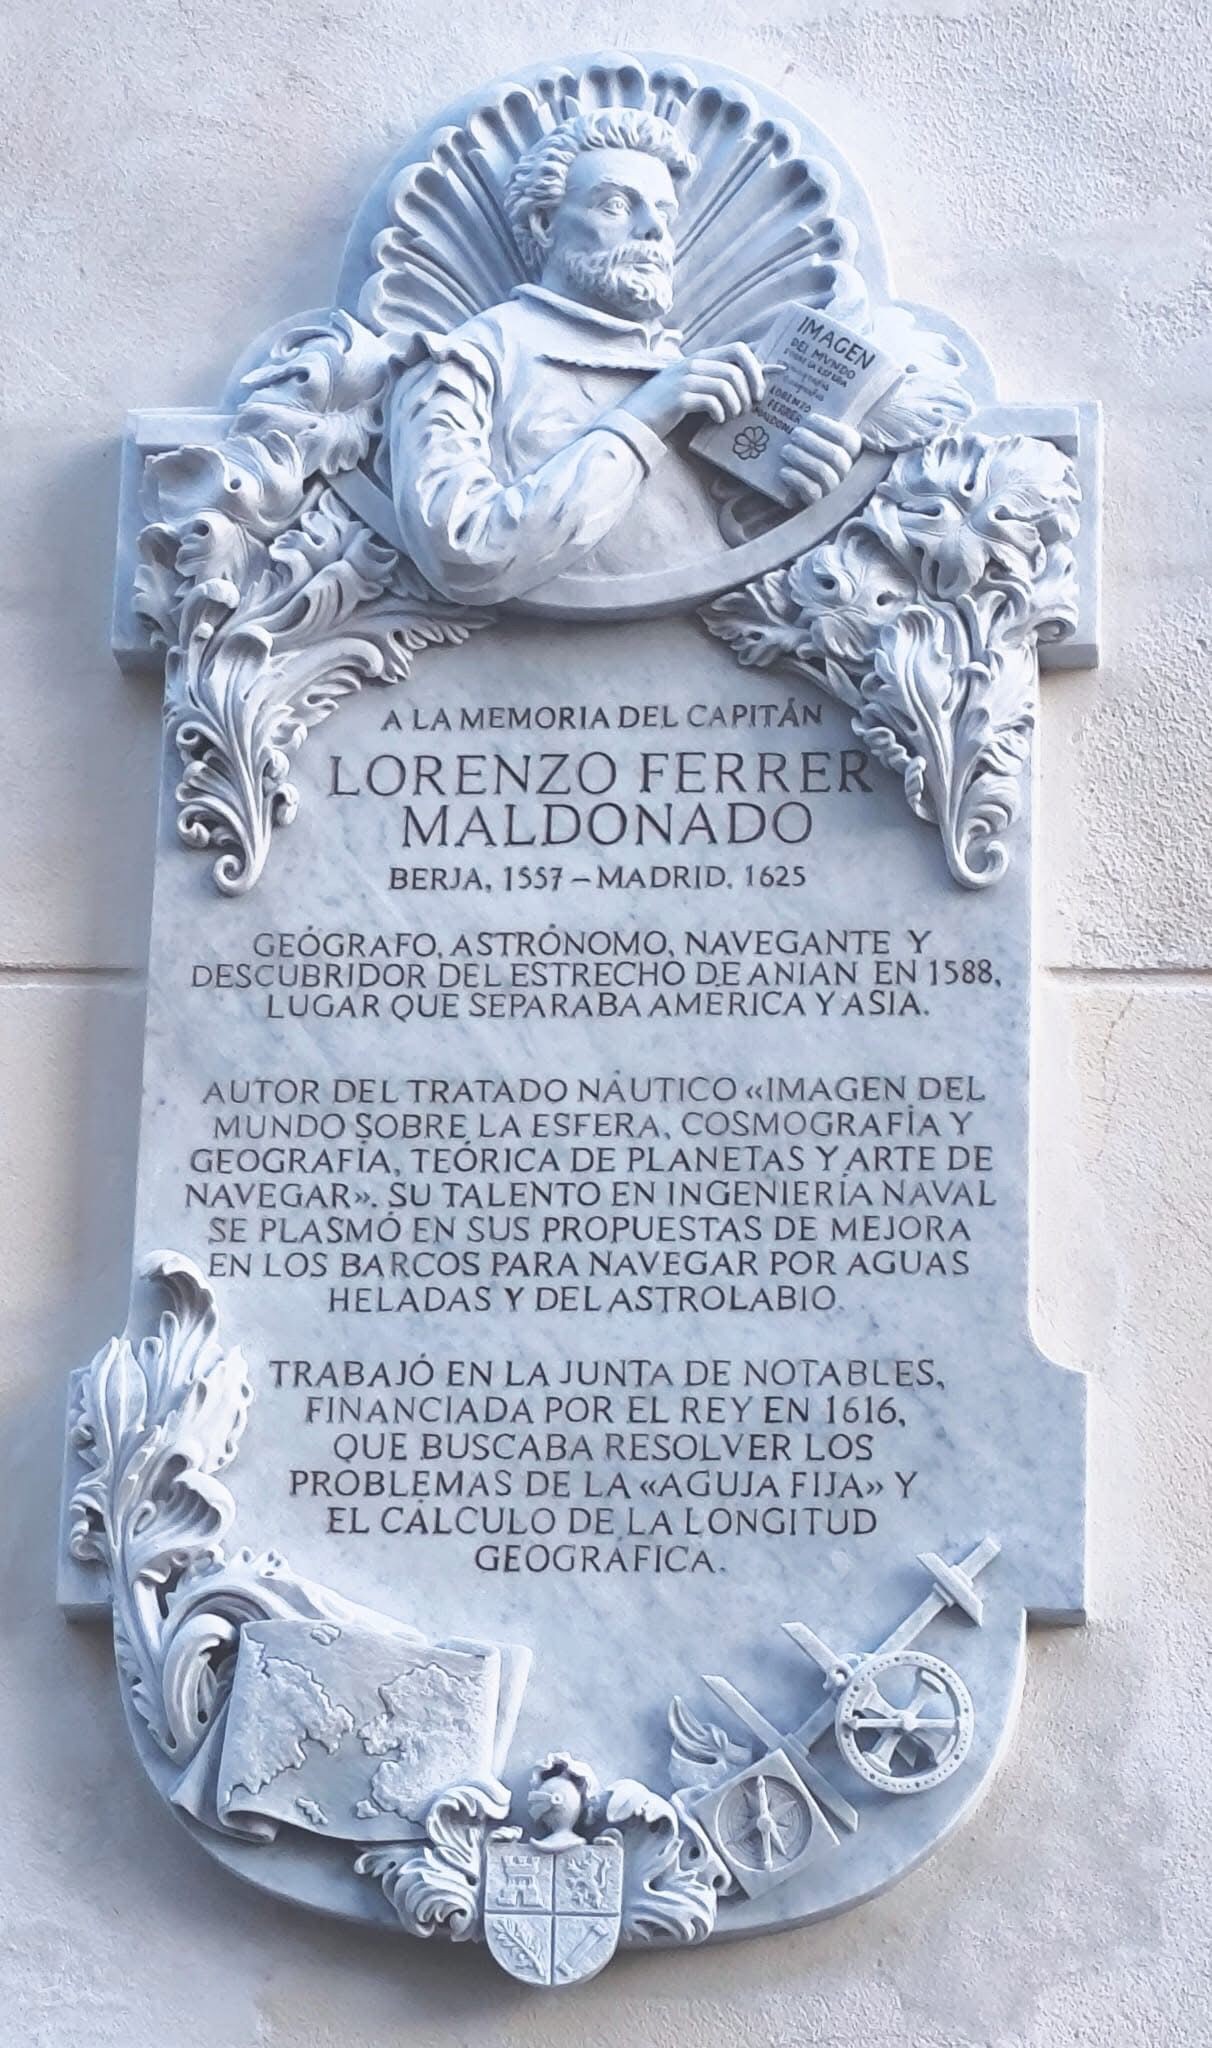 IMAGEN
DEL MVNDO
SOBRE LA ESFERA
LORENZO
FERRER
MALDONA
A LA MEMORIA DEL CAPITÁN
LORENZO FERRER
MALDONADO
BERJA, 1557 – MADRID, 1625
GEÓGRAFO, ASTRÓNOMO, NAVEGANTE Y
DESCUBRIDOR DEL ESTRECHO DE ANIAN EN 1588,
LUGAR QUE SEPARABA AMÉRICA Y ASIA.
AUTOR DEL TRATADO NÁUTICO «IMAGEN DEL
MUNDO SOBRE LA ESFERA, COSMOGRAFÍA Y
GEOGRAFÍA, TEÓRICA DE PLANETAS Y ARTE DE
NAVEGAR». SU TALENTO EN INGENIERÍA NAVAL
SE PLASMÓ EN SUS PROPUESTAS DE MEJORA
EN LOS BARCOS PARA NAVEGAR POR AGUAS
HELADAS Y DEL ASTROLABIO.
TRABAJÓ EN LA JUNTA DE NOTABLES,
FINANCIADA POR EL REY EN 1616,
QUE BUSCABA RESOLVER LOS
PROBLEMAS DE LA «AGUJA FIJA» Y
EL CÁLCULO DE LA LONGITUD
GEOGRÁFICA.